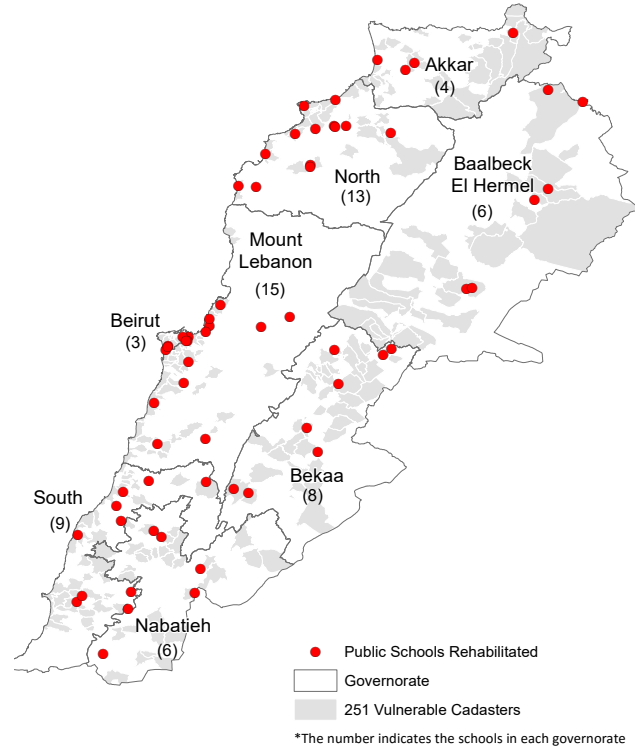 Akkar
(4)
North
(13)
Baalbeck
El Hermel
(6)
Mount
Lebanon
(15)
Beirut
(3)
Bekaa
(8)
South
(9)
Nabatieh
(6)
Public Schools Rehabilitated
Governorate
251 Vulnerable Cadasters
*The number indicates the schools in each governorate